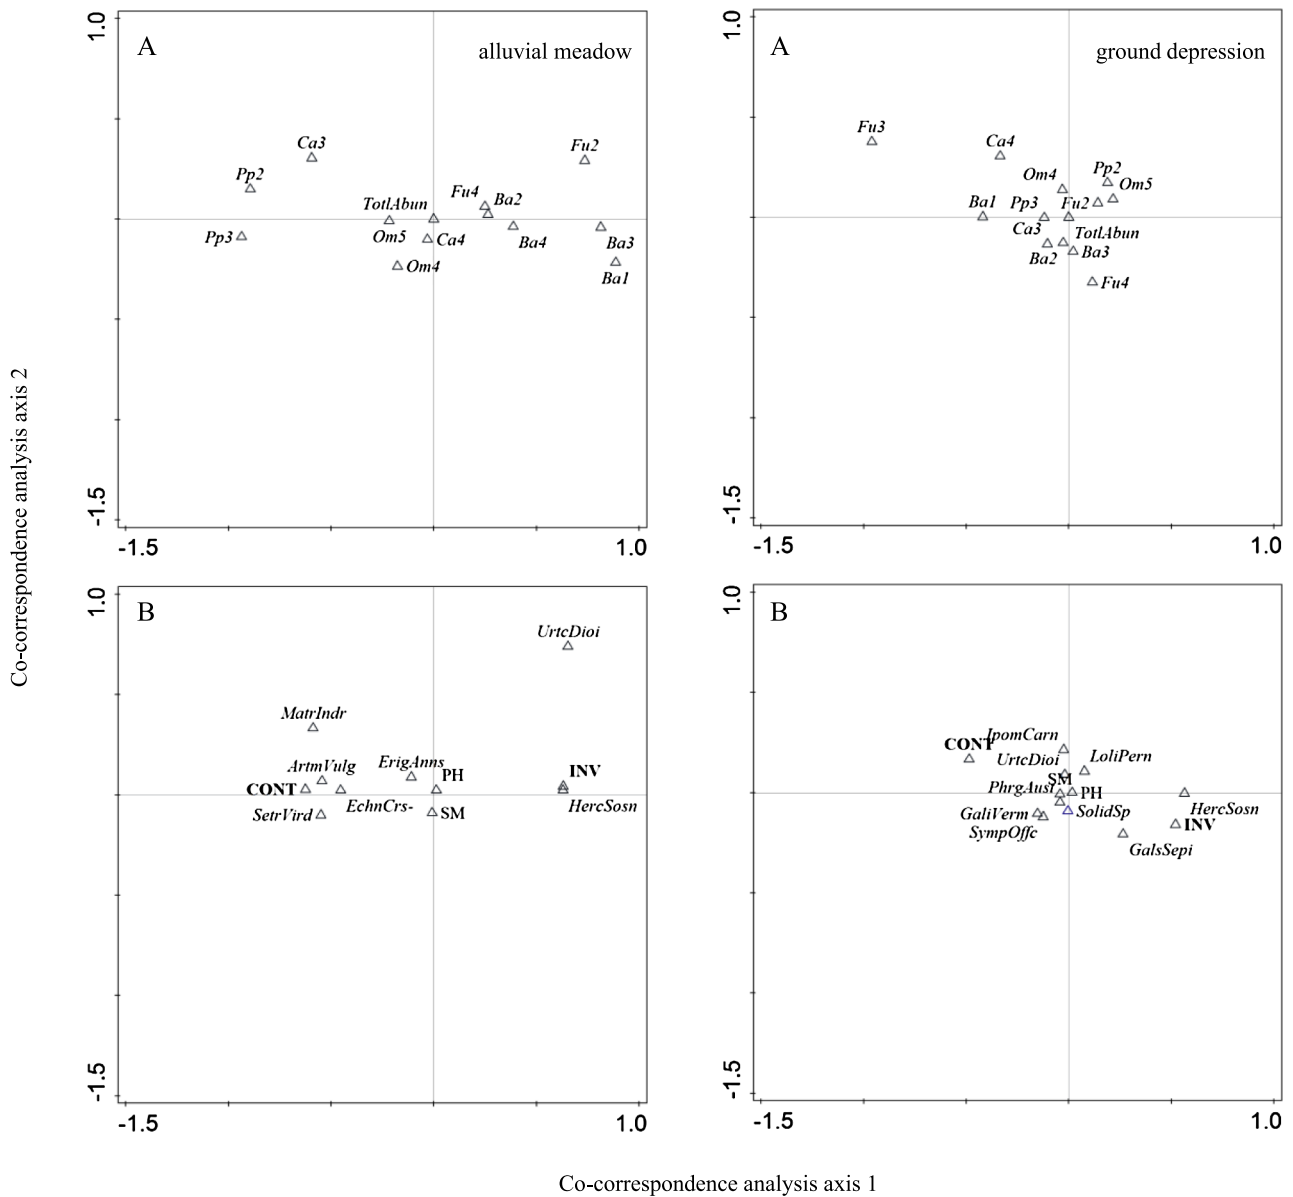 A
alluvial meadow
1.0
Ca3
Fu2
Pp2
Fu4
Ba2
TotlAbun
Pp3
Om5
Ca4
Ba4
Ba3
Om4
Ba1
-1.5
-1.5
1.0
A
ground depression
1.0
Fu3
Ca4
Pp2
Om4
Om5
Ba1
Pp3
Fu2
Ca3
TotlAbun
Ba2
Ba3
Fu4
-1.5
-1.5
1.0
Co-correspondence analysis axis 2
B
1.0
UrtcDioi
MatrIndr
ErigAnns
ArtmVulg
PH
INV
CONT
EchnCrs-
HercSosn
SetrVird
SM
-1.5
-1.5
1.0
B
1.0
IpomCarn
CONT
UrtcDioi
LoliPern
SM
PhrgAust
PH
HercSosn
GaliVerm
SolidSp
INV
SympOffc
GalsSepi
-1.5
-1.5
1.0
Co-correspondence analysis axis 1